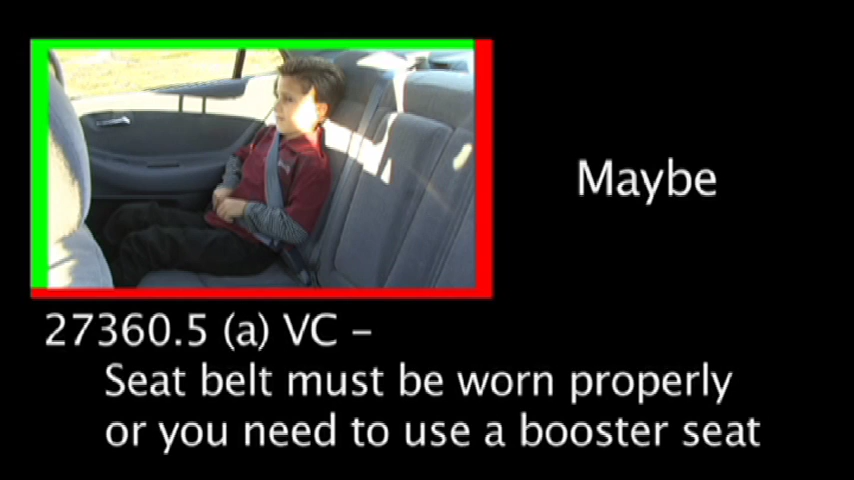 Maybe
27360.5 (a) VC –
Seat belt must be worn properly
or you need to use a booster seat